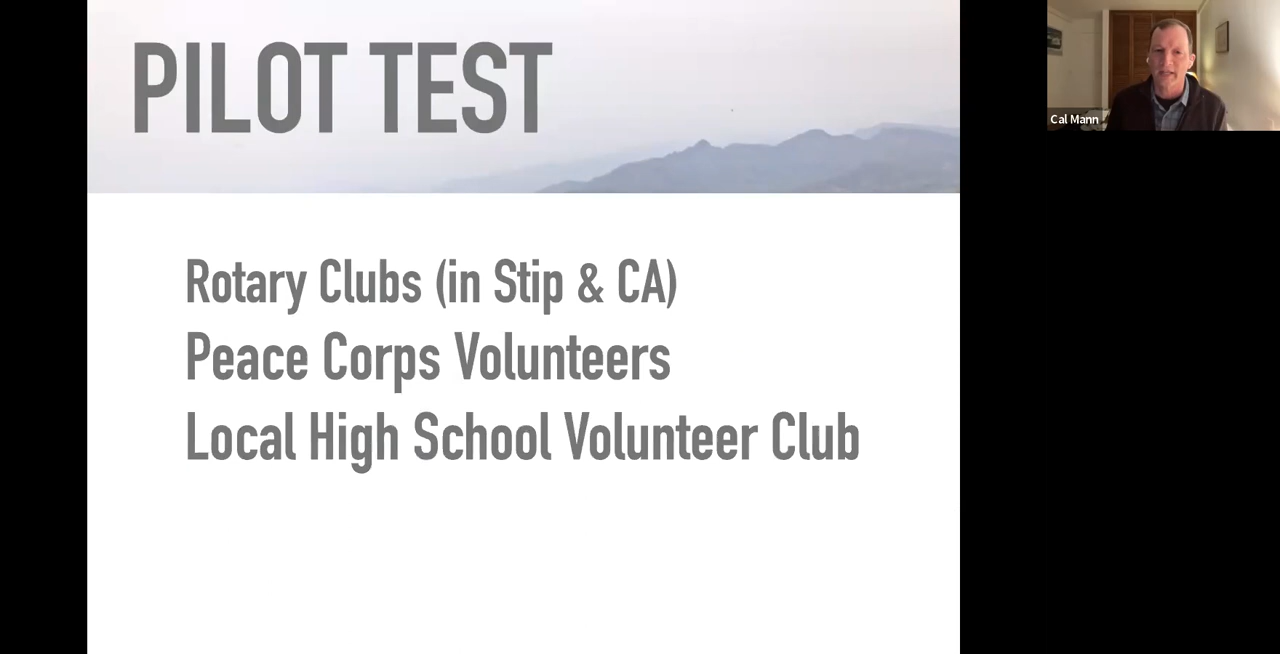 PILOT TEST
Cal Mann
Rotary Clubs (in Stip & CA)
Peace Corps Volunteers
Local High School Volunteer Club